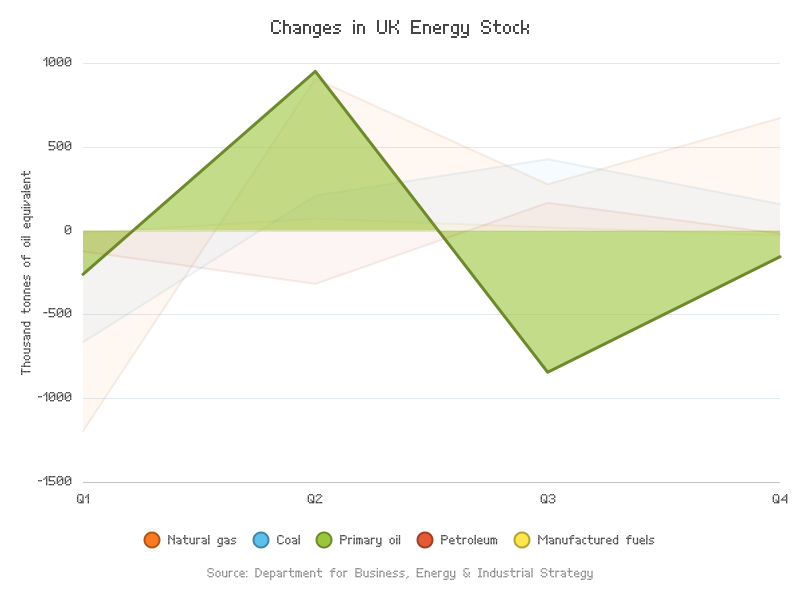 Changes in UK Energy Stock
Thousand tonnes of oil equivalent
1000
500
0
-500
-1000
-1500
Q1 Q2 Q3 Q4
Natural gas Coal Primary oil Petroleum Manufactured fuels
Source: Department for Business, Energy & Industrial Strategy